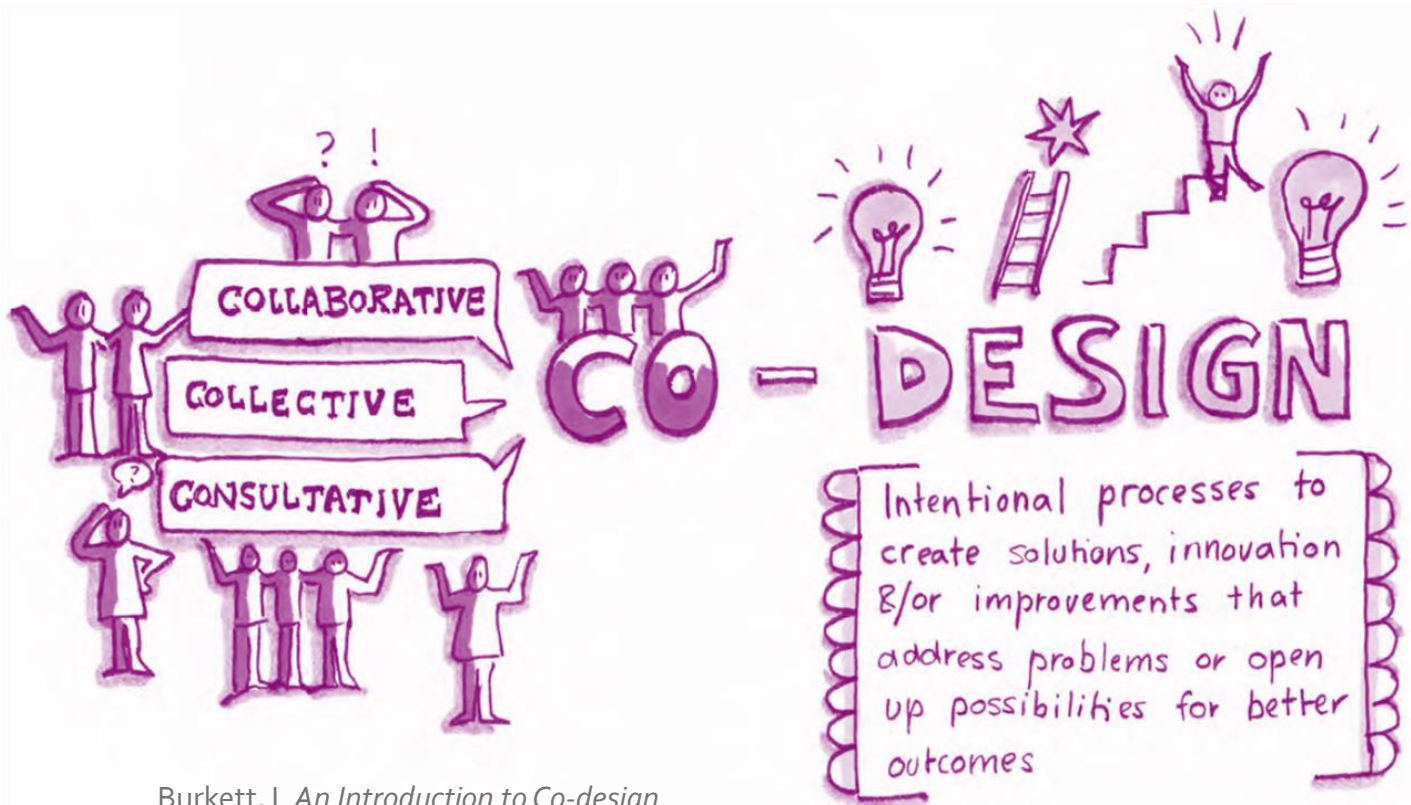 ? !
COLLABORATIVE
COLLECTIVE
?
CONSULTATIVE
CO - DESIGN
Intentional processes to
create solutions, innovation
&/or improvements that
address problems or open
up possibilities for better
outcomes
Burkett, I. An Introduction to Co-design